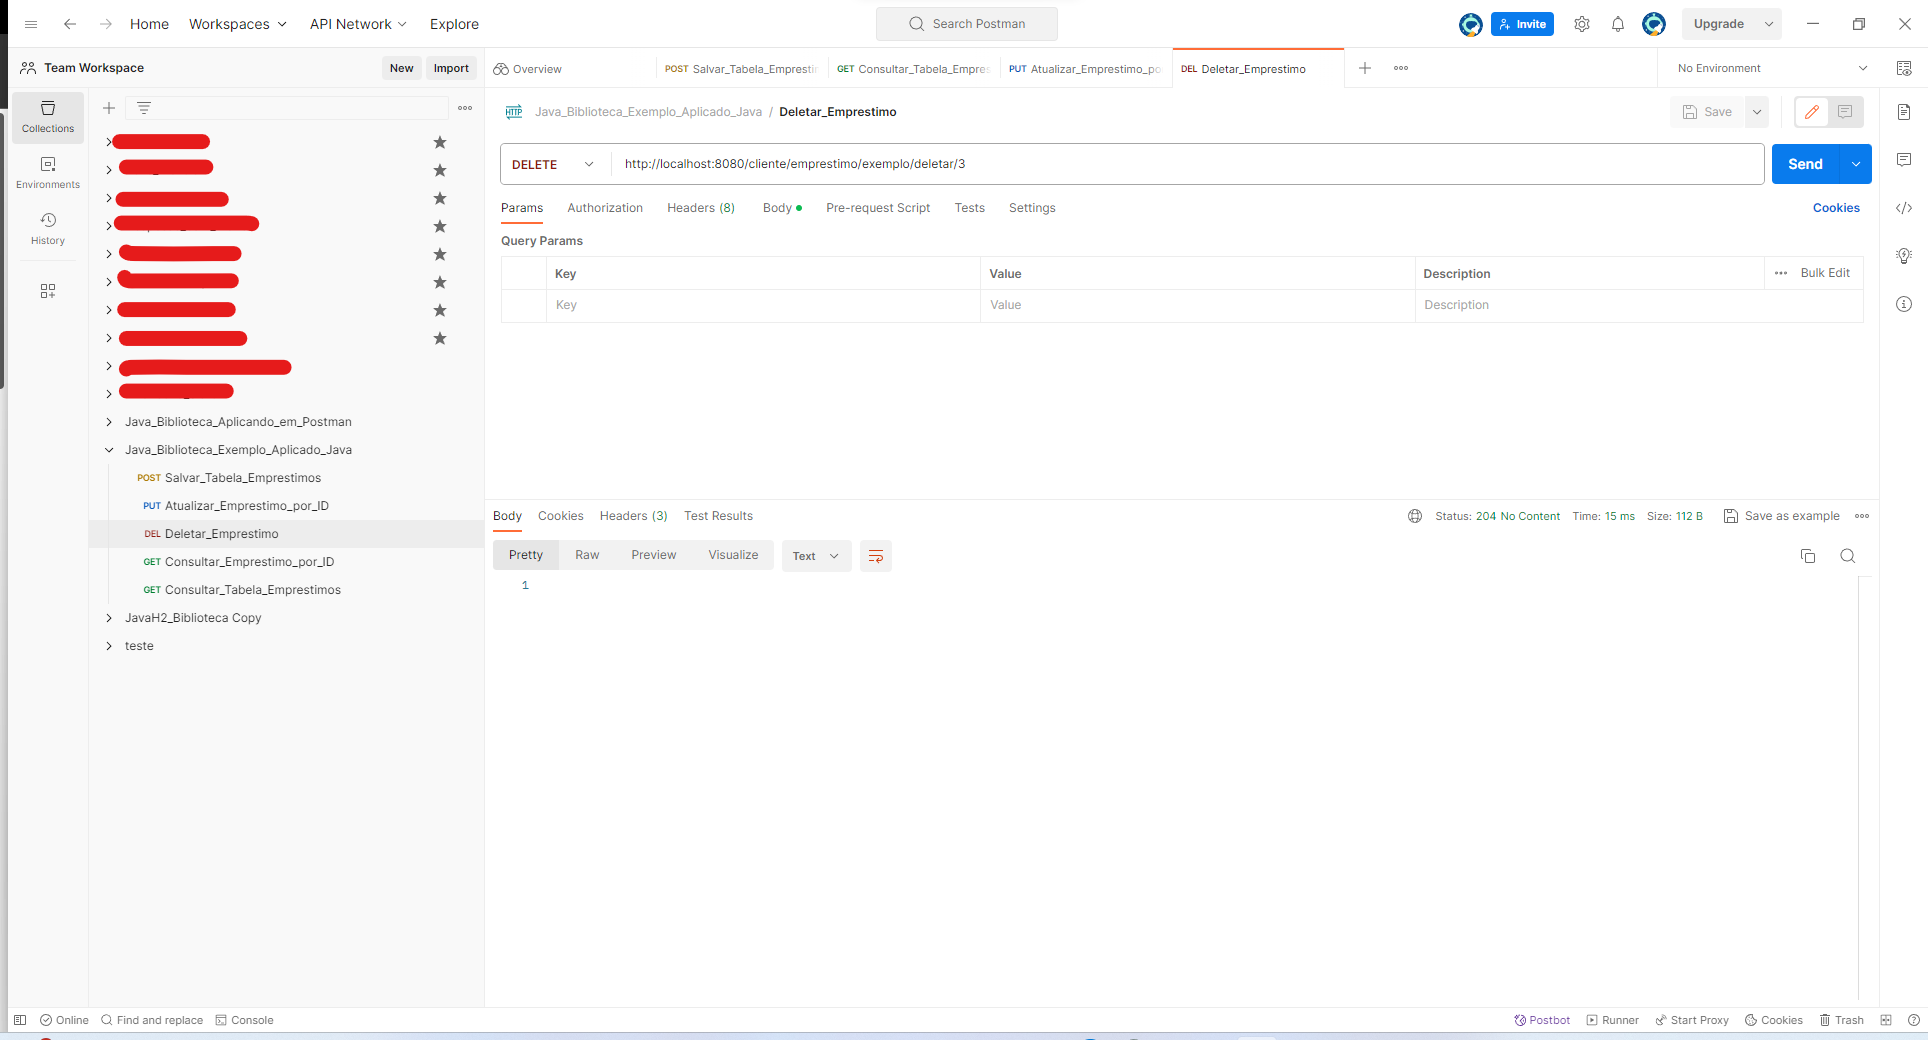 Home Workspaces API Network Explore Search Postman Invite Upgrade
Team Workspace New Import Overview POST Salvar_Tabela_Empresti GET Consultar_Tabela_Empres PUT Atualizar_Emprestimo_po DEL Deletar_Emprestimo No Environment
Collections
Environments
History
Java_Biblioteca_Aplicando_em_Postman
Java_Biblioteca_Exemplo_Aplicado_Java
POST Salvar_Tabela_Emprestimos
PUT Atualizar_Emprestimo_por_ID
DEL Deletar_Emprestimo
GET Consultar_Emprestimo_por_ID
GET Consultar_Tabela_Emprestimos
JavaH2_Biblioteca Copy
teste
HTTP Java_Biblioteca_Exemplo_Aplicado_Java / Deletar_Emprestimo Save
DELETE http://localhost:8080/cliente/emprestimo/exemplo/deletar/3 Send
Params Authorization Headers (8) Body Pre-request Script Tests Settings Cookies
Query Params
Key Value Description Bulk Edit
Key Value Description
Body Cookies Headers (3) Test Results Status: 204 No Content Time: 15 ms Size: 112 B Save as example
Pretty Raw Preview Visualize Text
1
Online Find and replace Console Postbot Runner Start Proxy Cookies Trash